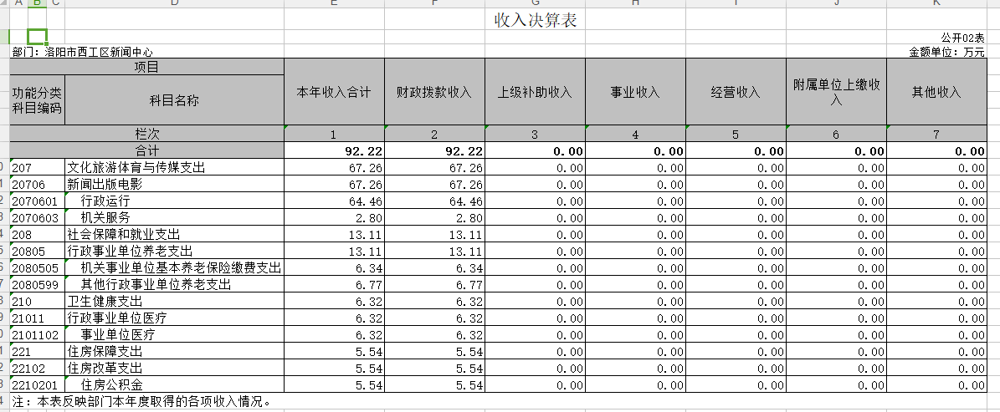 A B C D E F G H I J K
收入决算表
公开02表
部门：洛阳市西工区新闻中心 金额单位：万元
项目
功能分类科目编码 科目名称 本年收入合计 财政拨款收入 上级补助收入 事业收入 经营收入 附属单位上缴收入 其他收入
栏次 1 2 3 4 5 6 7
合计 92.22 92.22 0.00 0.00 0.00 0.00 0.00
207 文化旅游体育与传媒支出 67.26 67.26 0.00 0.00 0.00 0.00 0.00
20706 新闻出版电影 67.26 67.26 0.00 0.00 0.00 0.00 0.00
2070601 行政运行 64.46 64.46 0.00 0.00 0.00 0.00 0.00
2070603 机关服务 2.80 2.80 0.00 0.00 0.00 0.00 0.00
208 社会保障和就业支出 13.11 13.11 0.00 0.00 0.00 0.00 0.00
20805 行政事业单位养老支出 13.11 13.11 0.00 0.00 0.00 0.00 0.00
2080505 机关事业单位基本养老保险缴费支出 6.34 6.34 0.00 0.00 0.00 0.00 0.00
2080599 其他行政事业单位养老支出 6.77 6.77 0.00 0.00 0.00 0.00 0.00
210 卫生健康支出 6.32 6.32 0.00 0.00 0.00 0.00 0.00
21011 行政事业单位医疗 6.32 6.32 0.00 0.00 0.00 0.00 0.00
2101102 事业单位医疗 6.32 6.32 0.00 0.00 0.00 0.00 0.00
221 住房保障支出 5.54 5.54 0.00 0.00 0.00 0.00 0.00
22102 住房改革支出 5.54 5.54 0.00 0.00 0.00 0.00 0.00
2210201 住房公积金 5.54 5.54 0.00 0.00 0.00 0.00 0.00
注：本表反映部门本年度取得的各项收入情况。